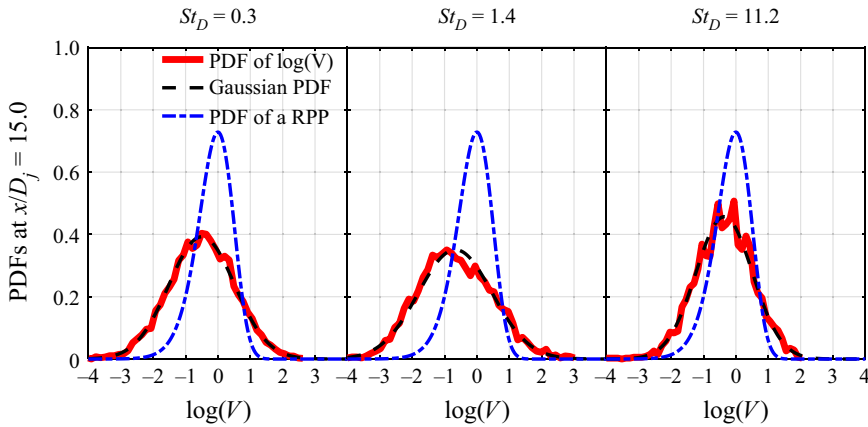 St_D = 0.3 St_D = 1.4 St_D = 11.2
PDFs at x/D_j = 15.0
1.0
0.8
0.6
0.4
0.2
0
PDF of log(V)
Gaussian PDF
PDF of a RPP
–4 –3 –2 –1 0 1 2 3 –4 –3 –2 –1 0 1 2 3 –4 –3 –2 –1 0 1 2 3 4
log(V) log(V) log(V)